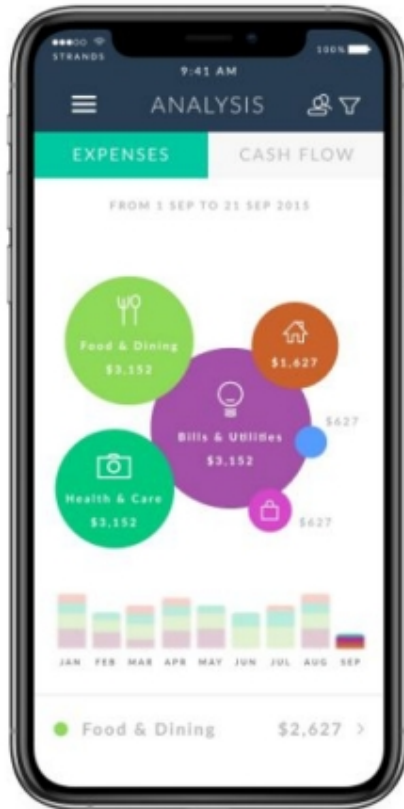 STRANDS
100%
9:41 AM
ANALYSIS
EXPENSES
CASH FLOW
FROM 1 SEP TO 21 SEP 2015
Food & Dining
$3,152
$1,627
Bills & Utilities
$3,152
$627
Health & Care
$3,152
$627
JAN FEB MAR APR MAY JUN JUL AUG SEP
Food & Dining $2,627 >